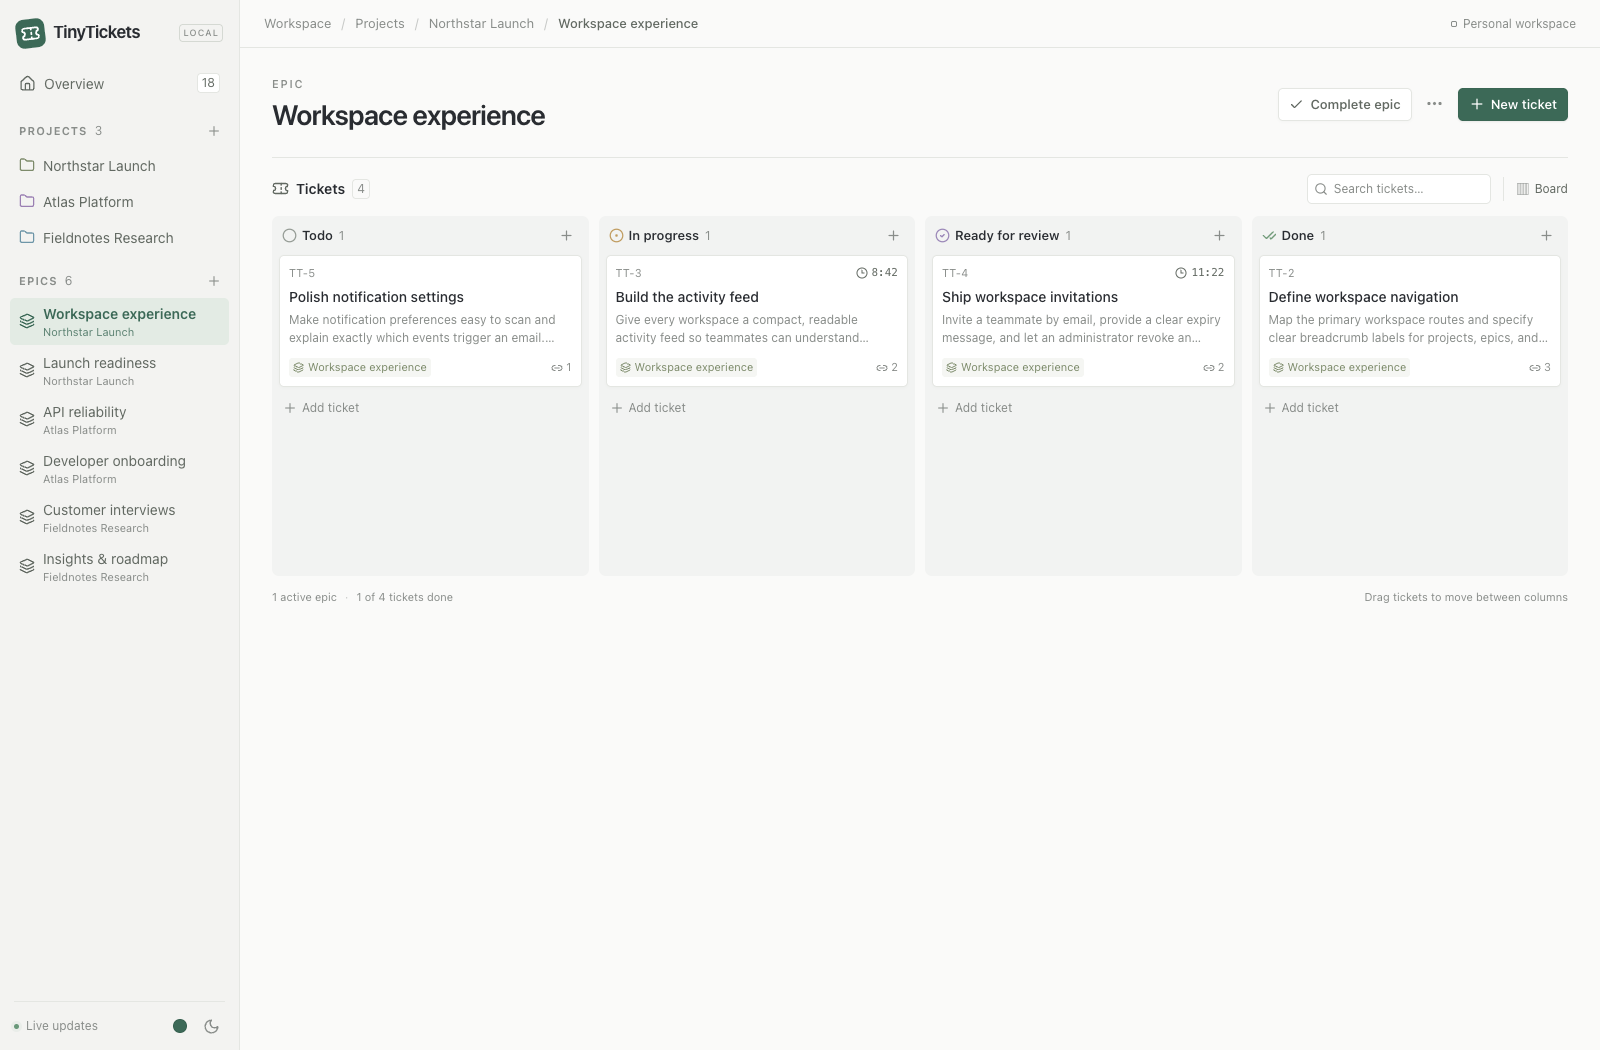 TinyTickets
LOCAL
Overview
18
PROJECTS 3
Northstar Launch
Atlas Platform
Fieldnotes Research
EPICS 6
Workspace experience
Northstar Launch
Launch readiness
Northstar Launch
API reliability
Atlas Platform
Developer onboarding
Atlas Platform
Customer interviews
Fieldnotes Research
Insights & roadmap
Fieldnotes Research
Live updates
Workspace / Projects / Northstar Launch / Workspace experience
Personal workspace
EPIC
Workspace experience
Complete epic
New ticket
Tickets 4
Search tickets...
Board
Todo 1
TT-5
Polish notification settings
Make notification preferences easy to scan and
explain exactly which events trigger an email....
Workspace experience
1
Add ticket
In progress 1
TT-3
8:42
Build the activity feed
Give every workspace a compact, readable
activity feed so teammates can understand...
Workspace experience
2
Add ticket
Ready for review 1
TT-4
11:22
Ship workspace invitations
Invite a teammate by email, provide a clear expiry
message, and let an administrator revoke an...
Workspace experience
2
Add ticket
Done 1
TT-2
Define workspace navigation
Map the primary workspace routes and specify
clear breadcrumb labels for projects, epics, and...
Workspace experience
3
Add ticket
1 active epic · 1 of 4 tickets done
Drag tickets to move between columns